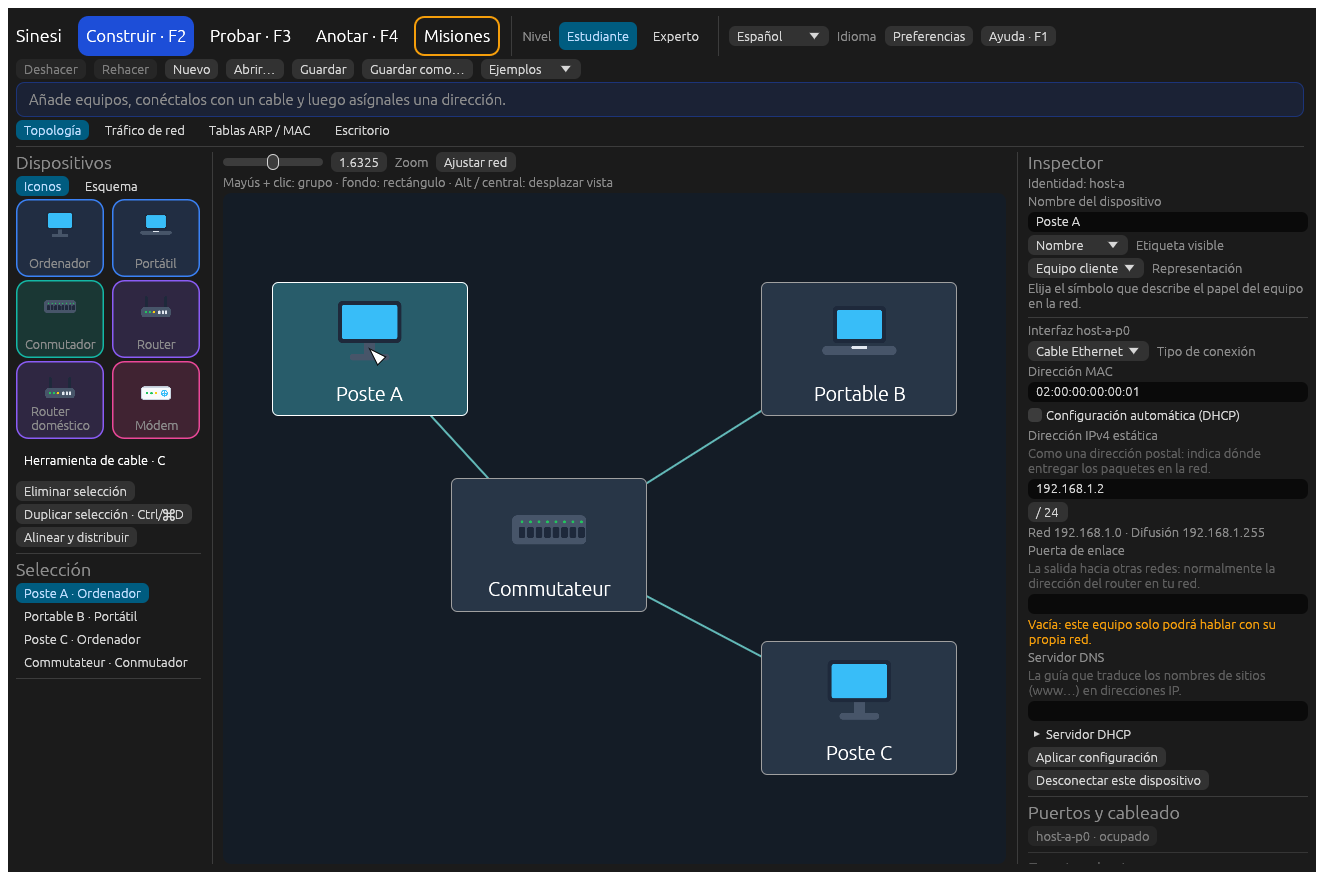 Sinesi Construir · F2 Probar · F3 Anotar · F4 Misiones Nivel Estudiante Experto Español Idioma Preferencias Ayuda · F1
Deshacer Rehacer Nuevo Abrir… Guardar Guardar como… Ejemplos
Añade equipos, conéctalos con un cable y luego asígnales una dirección.
Topología Tráfico de red Tablas ARP / MAC Escritorio
Dispositivos
Iconos Esquema
Ordenador Portátil
Conmutador Router
Router
doméstico
Módem
Herramienta de cable · C
Eliminar selección
Duplicar selección · Ctrl/⌘D
Alinear y distribuir
Selección
Poste A · Ordenador
Portable B · Portátil
Poste C · Ordenador
Commutateur · Conmutador
1.6325 Zoom Ajustar red
Mayús + clic: grupo · fondo: rectángulo · Alt / central: desplazar vista
Poste A
Portable B
Commutateur
Poste C
Inspector
Identidad: host-a
Nombre del dispositivo
Poste A
Nombre Etiqueta visible
Equipo cliente Representación
Elija el símbolo que describe el papel del equipo
en la red.
Interfaz host-a-p0
Cable Ethernet Tipo de conexión
Dirección MAC
02:00:00:00:00:01
Configuración automática (DHCP)
Dirección IPv4 estática
Como una dirección postal: indica dónde
entregar los paquetes en la red.
192.168.1.2
/ 24
Red 192.168.1.0 · Difusión 192.168.1.255
Puerta de enlace
La salida hacia otras redes: normalmente la
dirección del router en tu red.
Vacía: este equipo solo podrá hablar con su
propia red.
Servidor DNS
La guía que traduce los nombres de sitios
(www…) en direcciones IP.
Servidor DHCP
Aplicar configuración
Desconectar este dispositivo
Puertos y cableado
host-a-p0 · ocupado